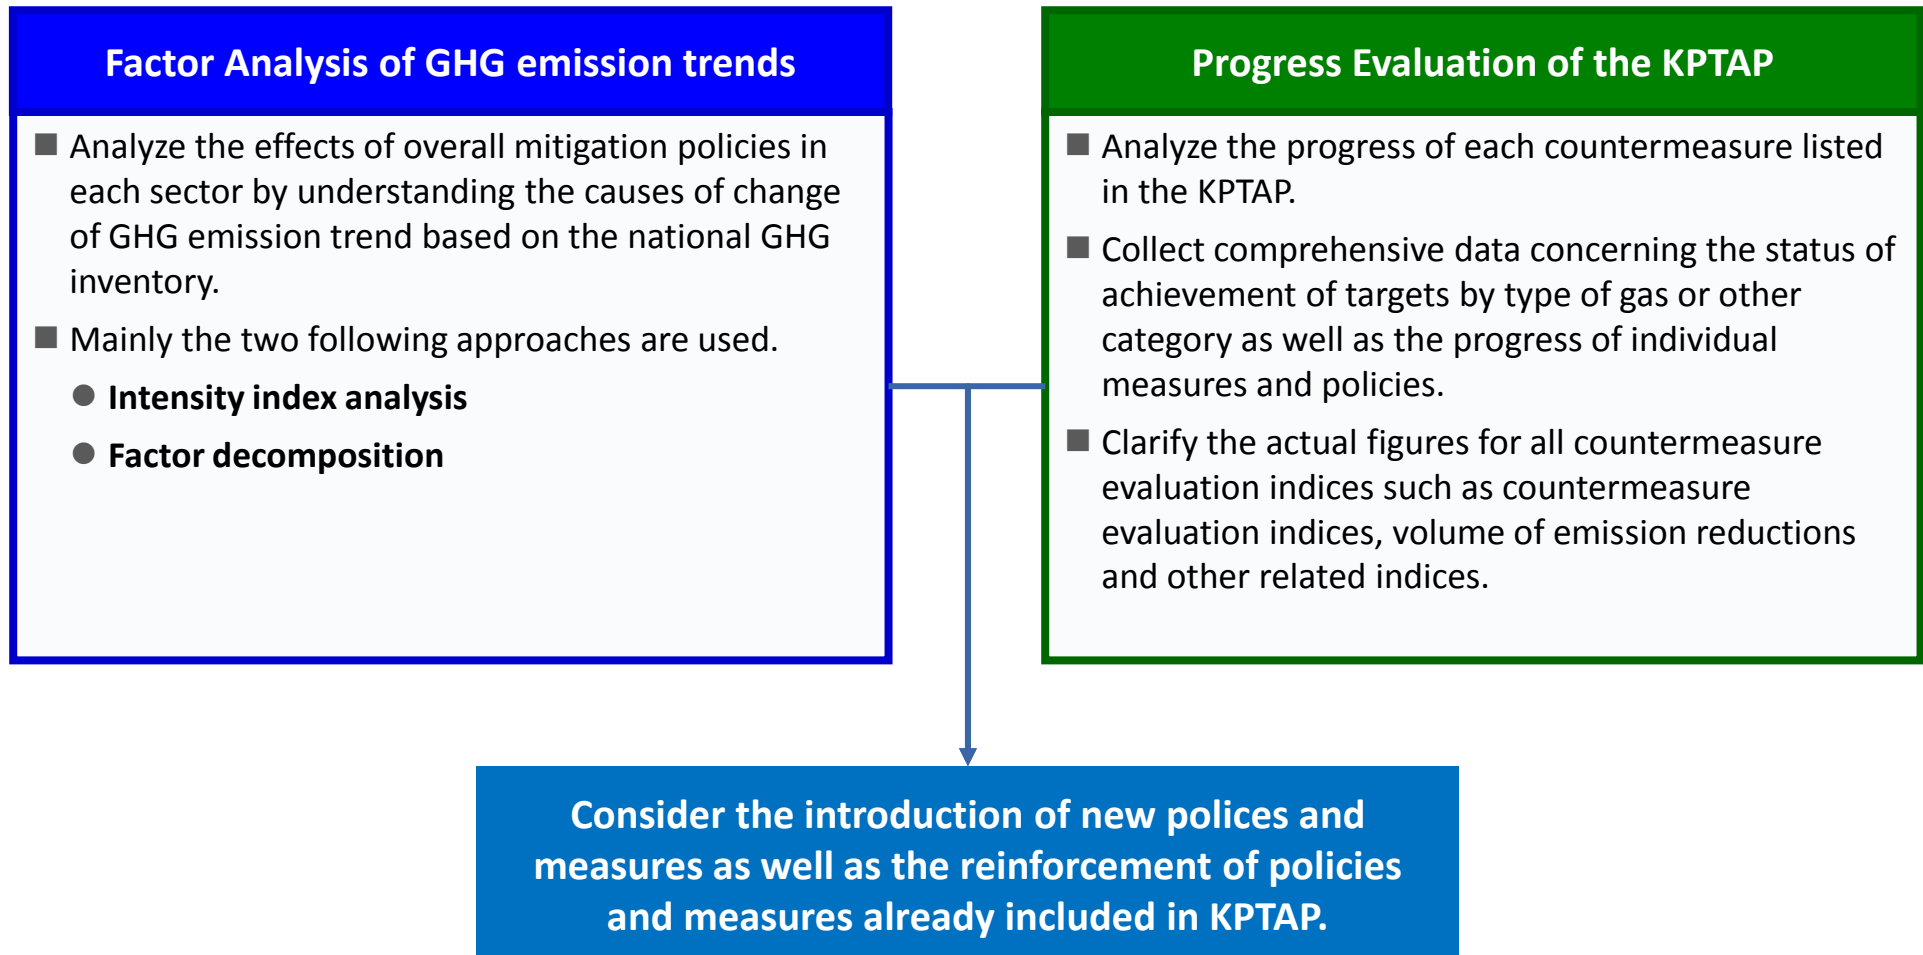 Factor Analysis of GHG emission trends
Analyze the effects of overall mitigation policies in
each sector by understanding the causes of change
of GHG emission trend based on the national GHG
inventory.
Mainly the two following approaches are used.
Intensity index analysis
Factor decomposition
Progress Evaluation of the KPTAP
Analyze the progress of each countermeasure listed
in the KPTAP.
Collect comprehensive data concerning the status of
achievement of targets by type of gas or other
category as well as the progress of individual
measures and policies.
Clarify the actual figures for all countermeasure
evaluation indices such as countermeasure
evaluation indices, volume of emission reductions
and other related indices.
Consider the introduction of new polices and
measures as well as the reinforcement of policies
and measures already included in KPTAP.